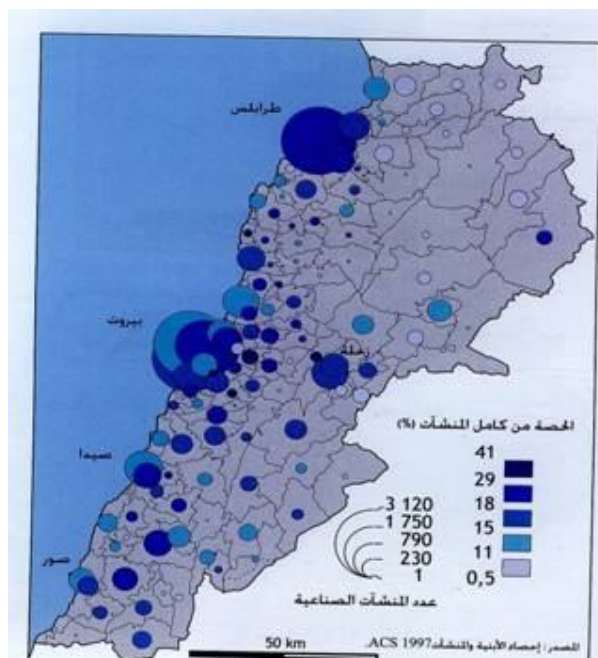 طرابلس
بيروت
زحلة
صيدا
صور
الحصة من كامل المنشآت (%)
41
29
18
15
11
0,5
3 120
1 750
790
230
1
عدد المنشآت الصناعية
50 km
المصدر: إحصاء الأبنية والمنشآت ACS 1997.